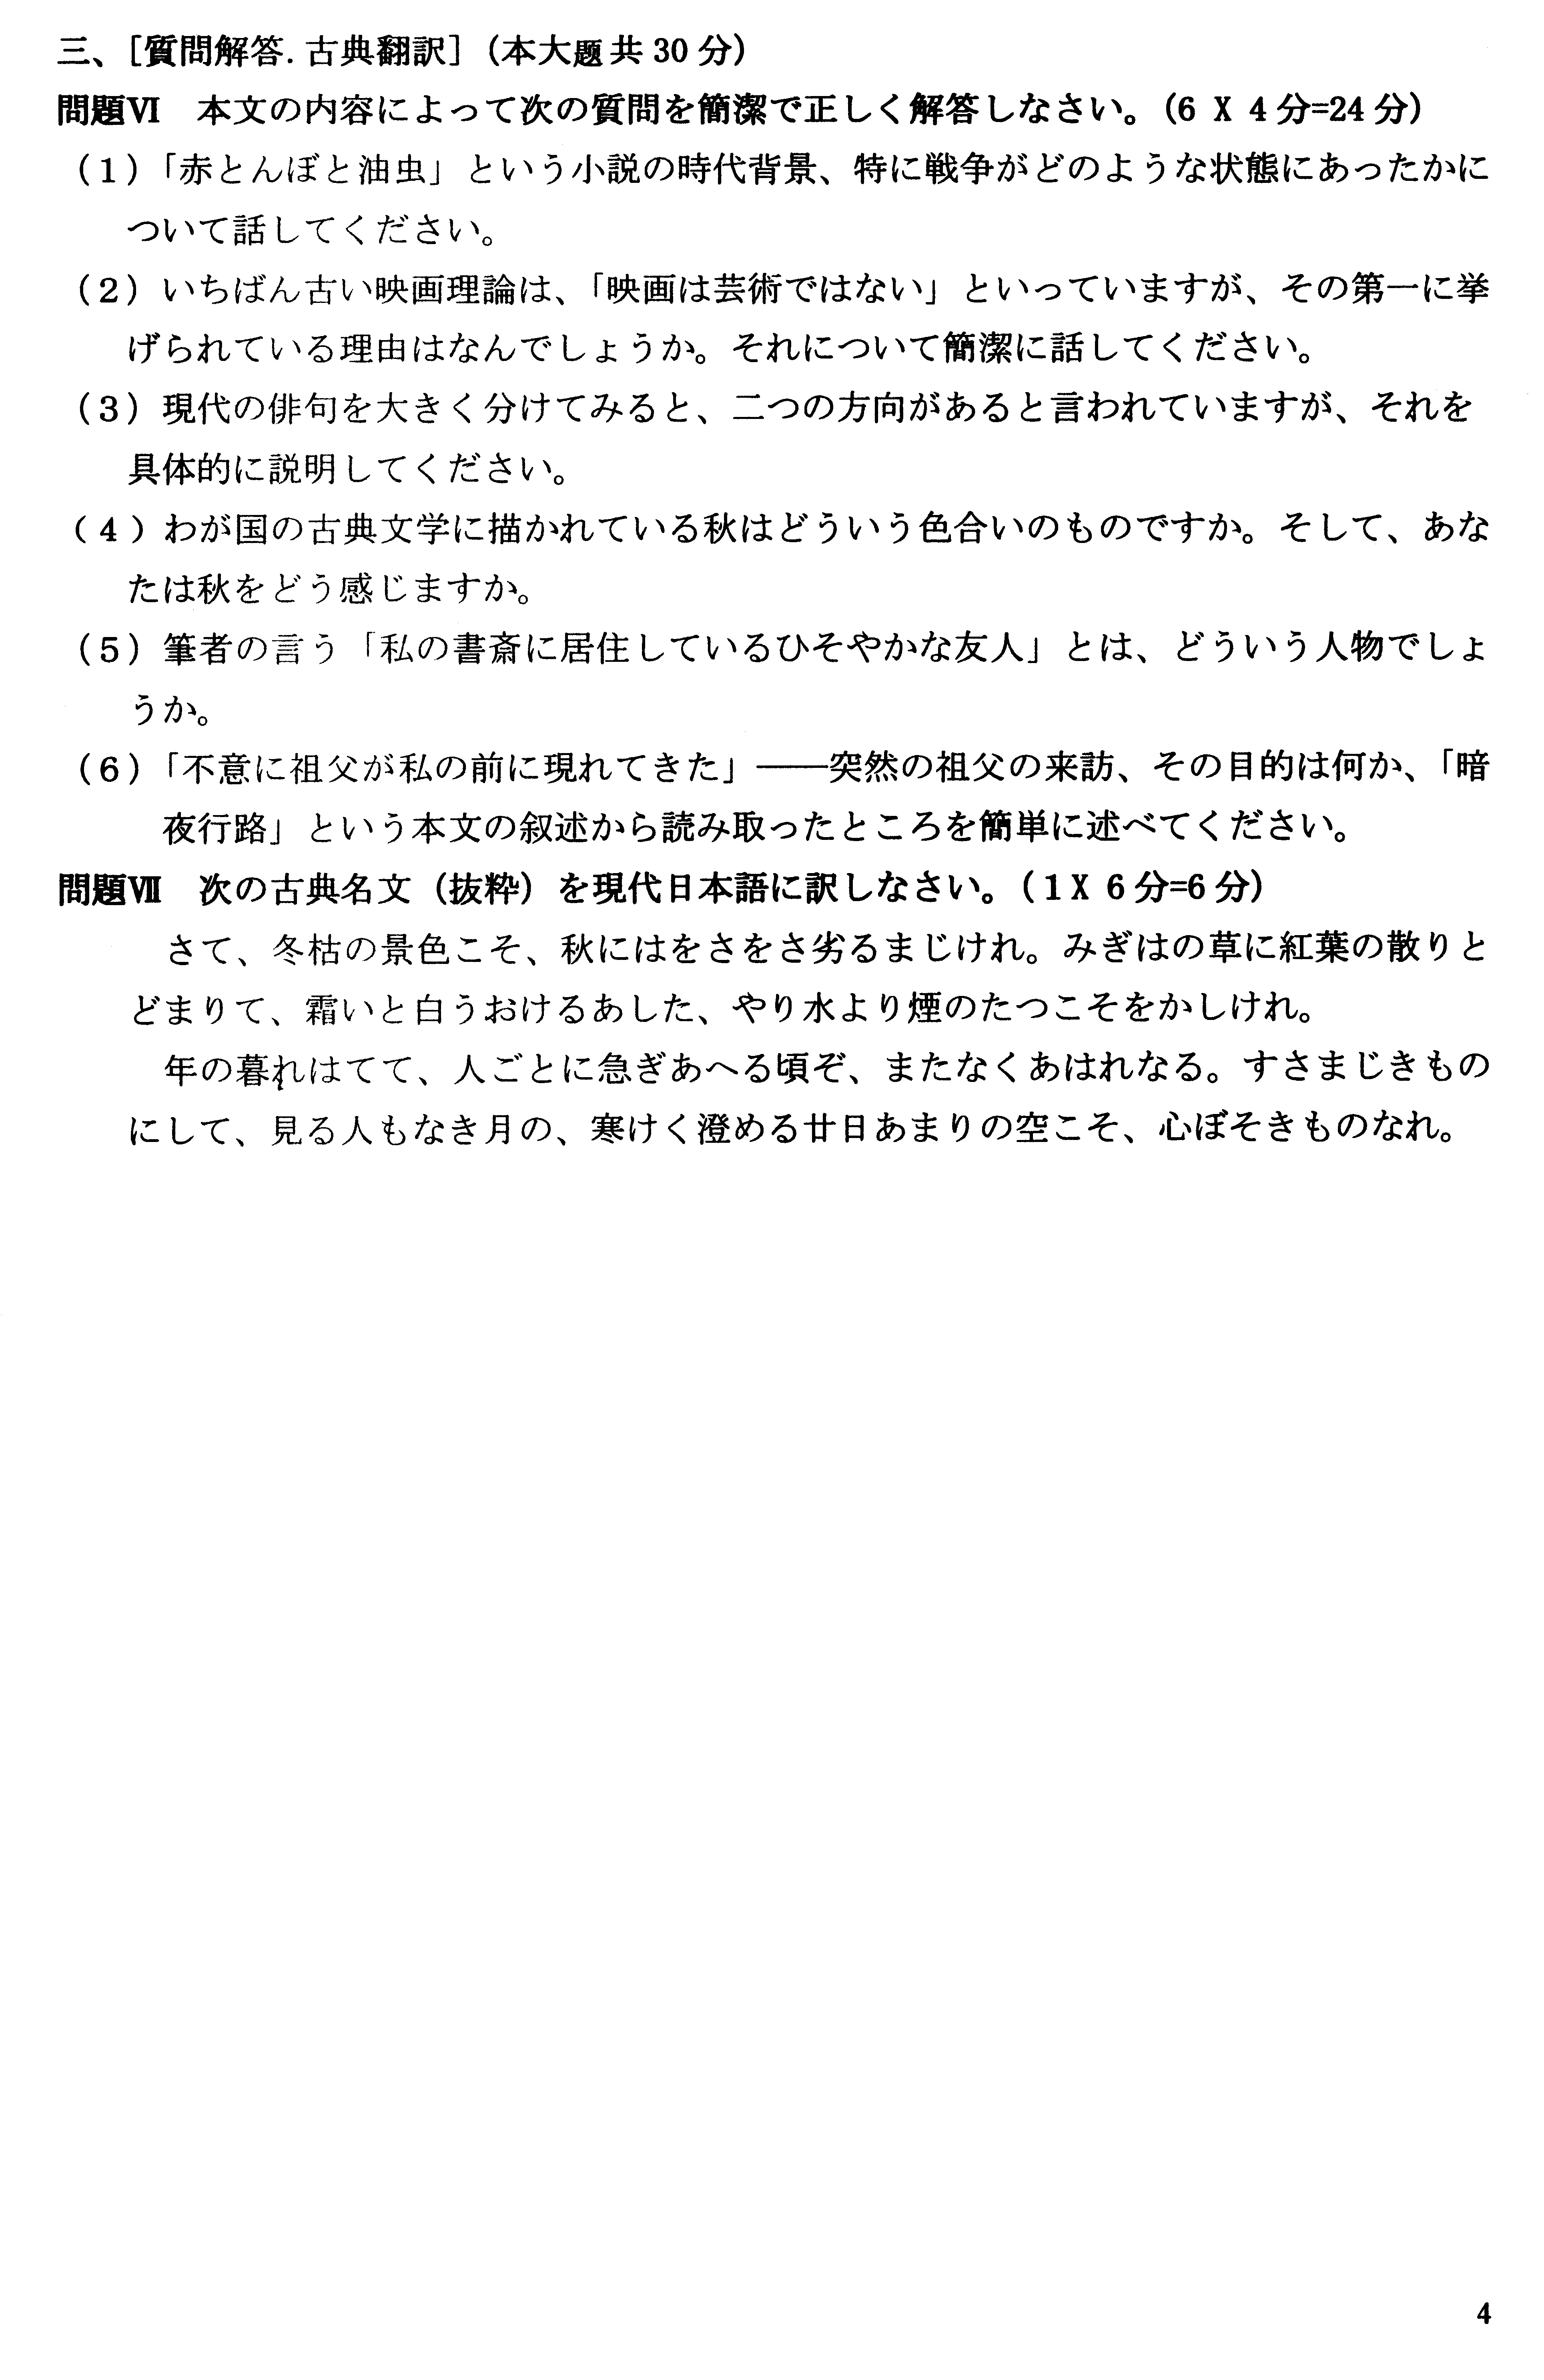 三、[質問解答. 古典翻訳]（本大题共 30 分）
問題Ⅵ　本文の内容によって次の質問を簡潔で正しく解答しなさい。(6 X 4 分=24 分)
(1)「赤とんぼと油虫」という小説の時代背景、特に戦争がどのような状態にあったかに
ついて話してください。
(2) いちばん古い映画理論は、「映画は芸術ではない」といっていますが、その第一に挙
げられている理由はなんでしょうか。それについて簡潔に話してください。
(3) 現代の俳句を大きく分けてみると、二つの方向があると言われていますが、それを
具体的に説明してください。
(4) わが国の古典文学に描かれている秋はどういう色合いのものですか。そして、あな
たは秋をどう感じますか。
(5) 筆者の言う「私の書斎に居住しているひそやかな友人」とは、どういう人物でしょ
うか。
(6)「不意に祖父が私の前に現れてきた」——突然の祖父の来訪、その目的は何か、「暗
夜行路」という本文の叙述から読み取ったところを簡単に述べてください。
問題Ⅶ　次の古典名文（抜粋）を現代日本語に訳しなさい。(1X 6 分=6 分)
さて、冬枯の景色こそ、秋にはをさをさ劣るまじけれ。みぎはの草に紅葉の散りと
どまりて、霜いと白うおけるあした、やり水より煙のたつこそをかしけれ。
年の暮れはてて、人ごとに急ぎあへる頃ぞ、またなくあはれなる。すさまじきもの
にして、見る人もなき月の、寒けく澄める廿日あまりの空こそ、心ぼそきものなれ。
4